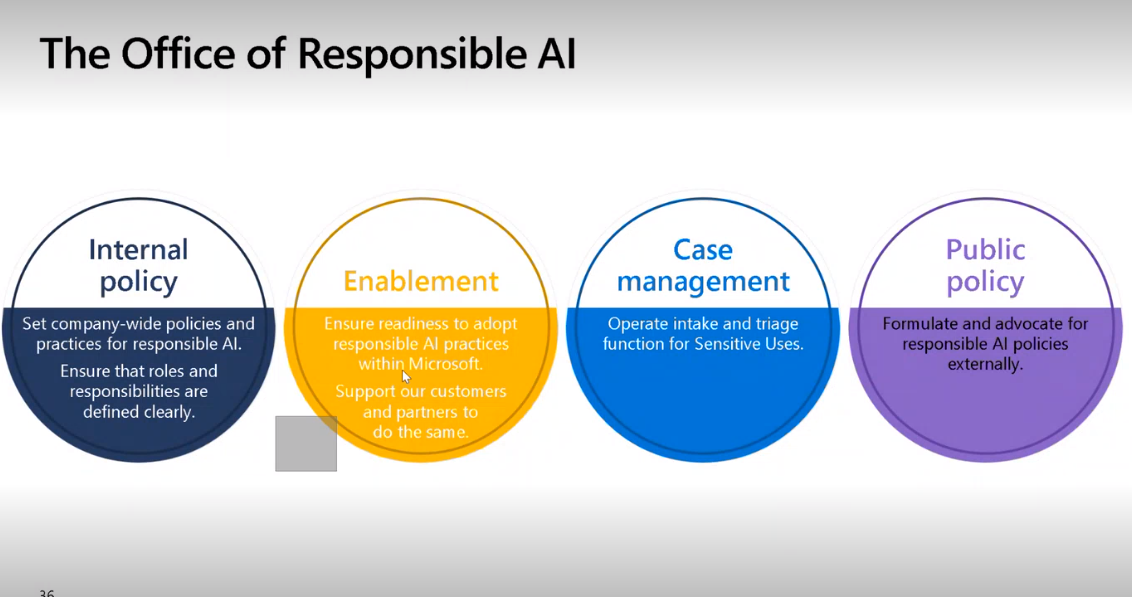 The Office of Responsible AI
Internal
policy
Set company-wide policies and
practices for responsible AI.
Ensure that roles and
responsibilities are
defined clearly.
Enablement
Ensure readiness to adopt
responsible AI practices
within Microsoft.
Support our customers
and partners to
do the same.
Case
management
Operate intake and triage
function for Sensitive Uses.
Public
policy
Formulate and advocate for
responsible AI policies
externally.
36